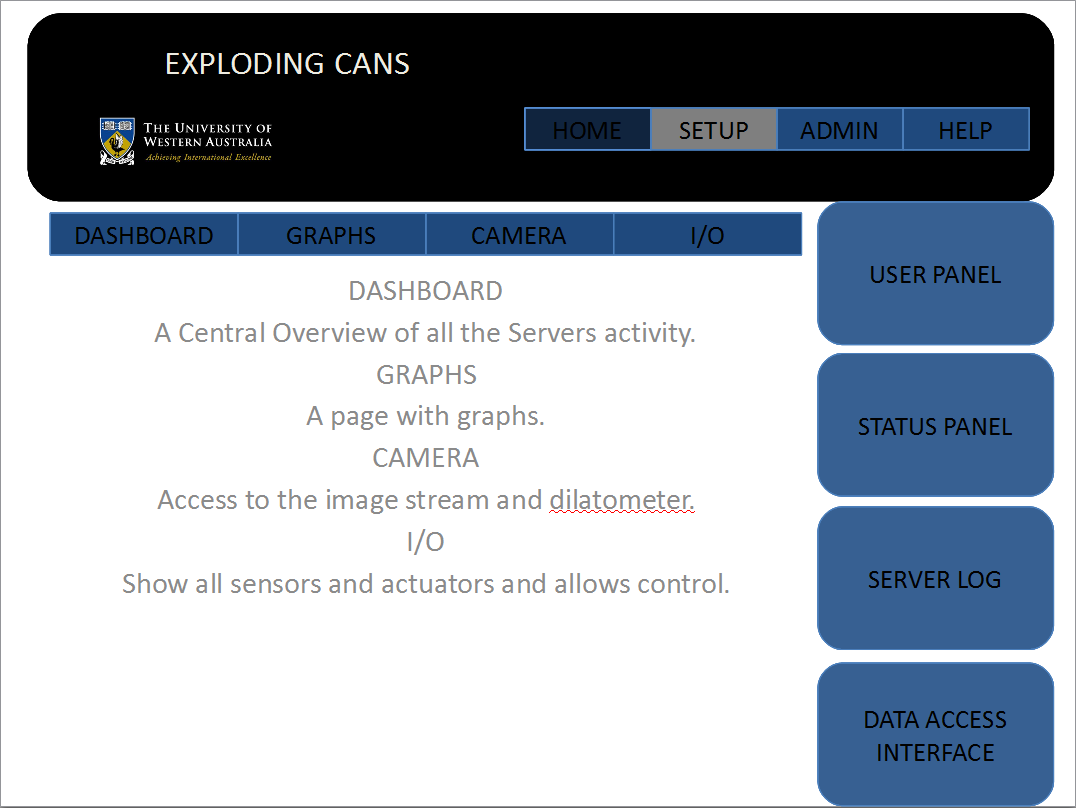 EXPLODING CANS
THE UNIVERSITY OF
WESTERN AUSTRALIA
Achieving International Excellence
HOME SETUP ADMIN HELP
DASHBOARD GRAPHS CAMERA I/O
DASHBOARD
A Central Overview of all the Servers activity.
GRAPHS
A page with graphs.
CAMERA
Access to the image stream and dilatometer.
I/O
Show all sensors and actuators and allows control.
USER PANEL
STATUS PANEL
SERVER LOG
DATA ACCESS
INTERFACE